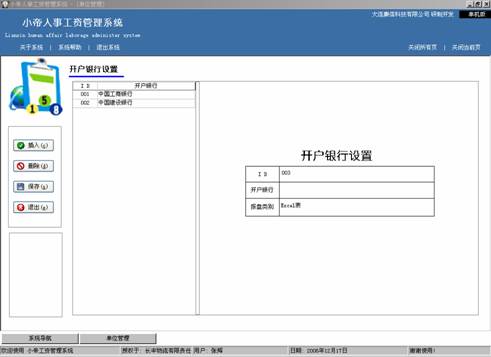 小帝人事工资管理系统 - [单位管理]
小帝人事工资管理系统
大连康信科技有限公司 研制开发 单机版
Lianxin human affair laborage administer system
关于系统 | 系统帮助 | 退出系统
关闭所有页 | 关闭当前页
开户银行设置
ID 开户银行
001 中国工商银行
002 中国建设银行
插入(q)
删除(d)
保存(s)
退出(e)
开户银行设置
ID 003
开户银行
报盘类别 Excel表
系统导航 单位管理
欢迎使用 小帝工资管理系统 授权于: 长丰物流有限责任 用户: 张辉 日期: 2006年12月17日 谢谢使用!